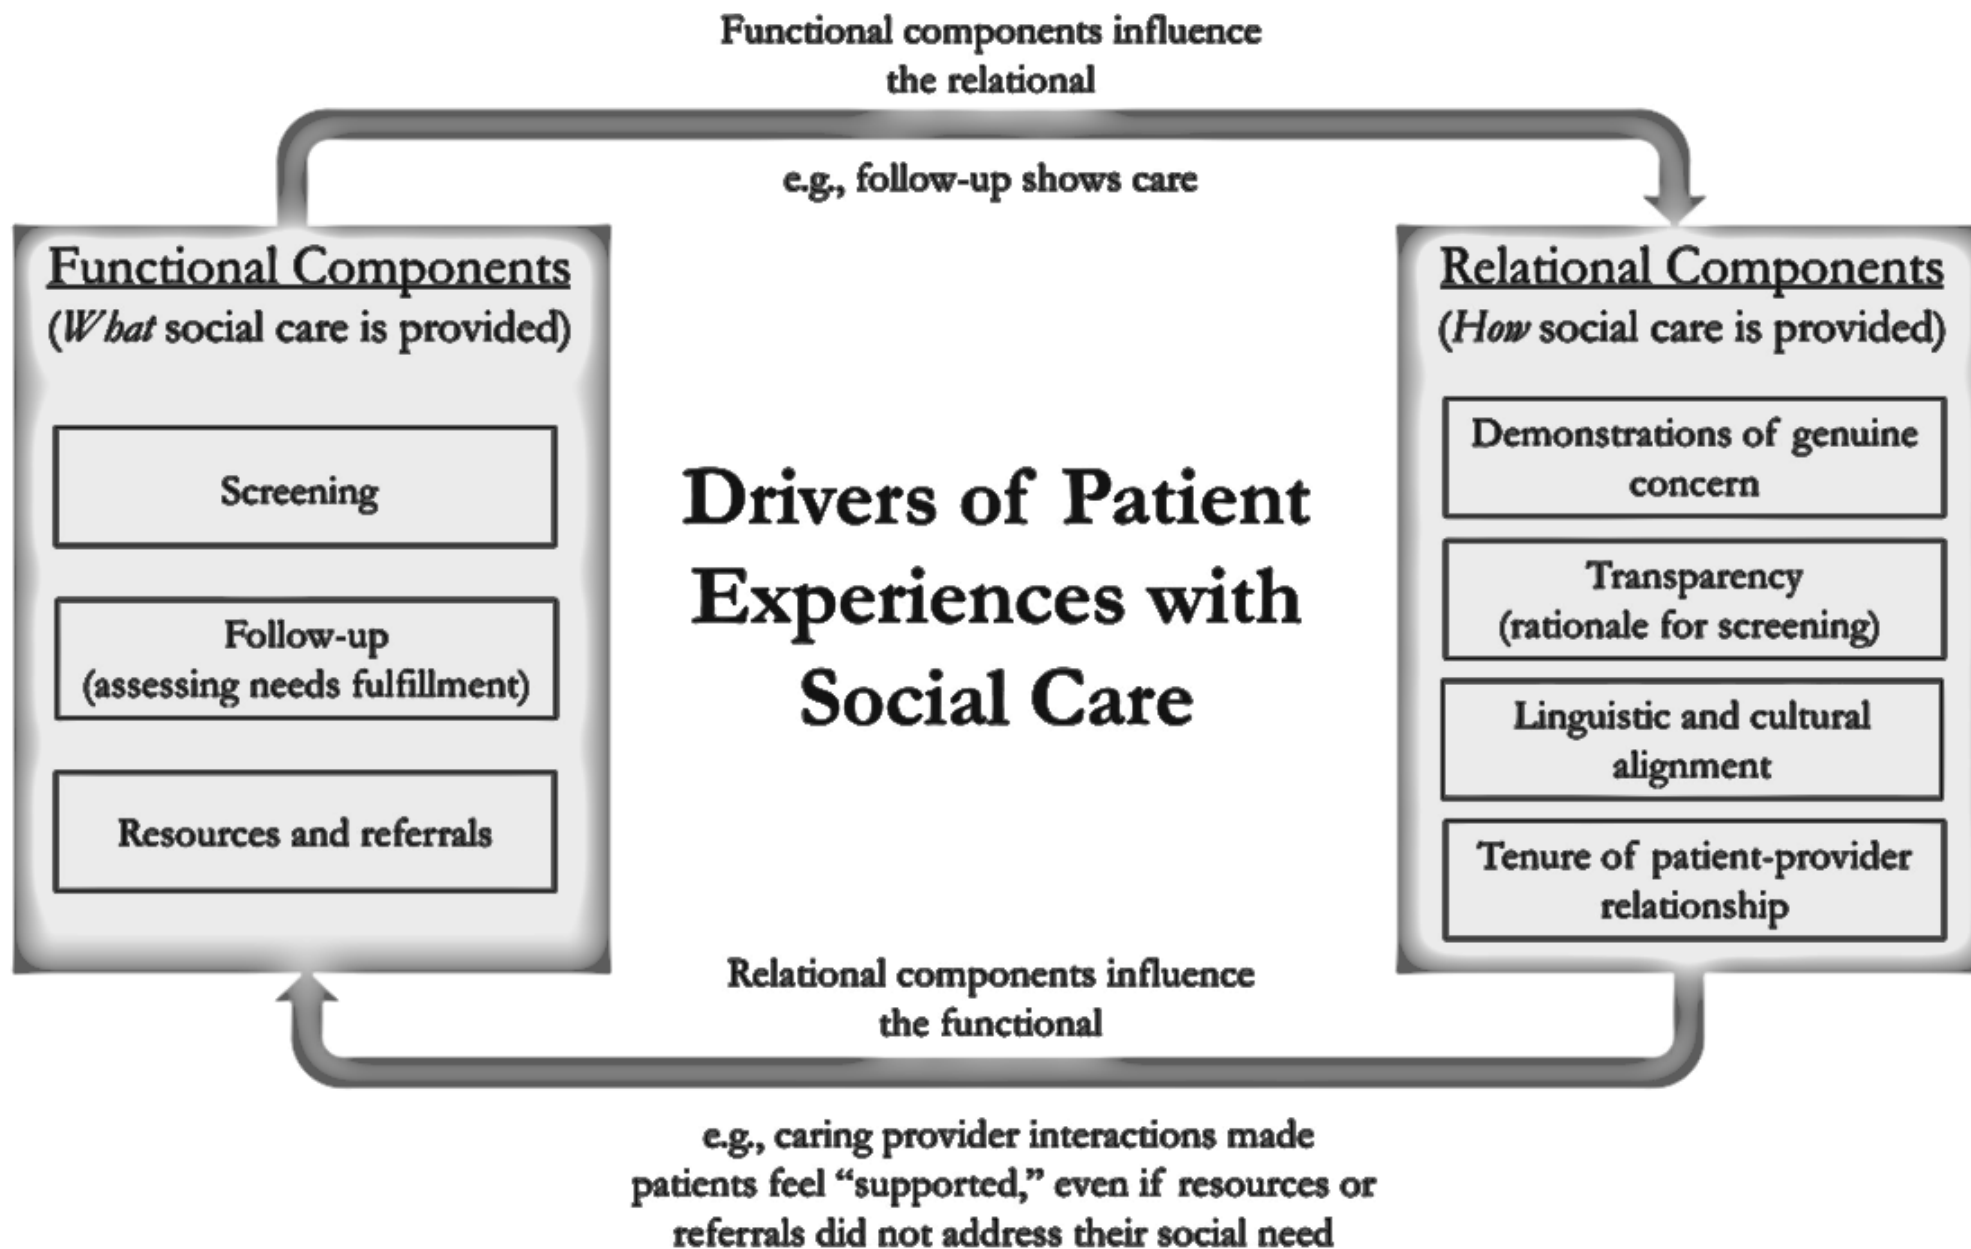 Functional components influence
the relational
e.g., follow-up shows care
Functional Components
(What social care is provided)
Screening
Follow-up
(assessing needs fulfillment)
Resources and referrals
Drivers of Patient
Experiences with
Social Care
Relational Components
(How social care is provided)
Demonstrations of genuine
concern
Transparency
(rationale for screening)
Linguistic and cultural
alignment
Tenure of patient-provider
relationship
Relational components influence
the functional
e.g., caring provider interactions made
patients feel “supported,” even if resources or
referrals did not address their social need